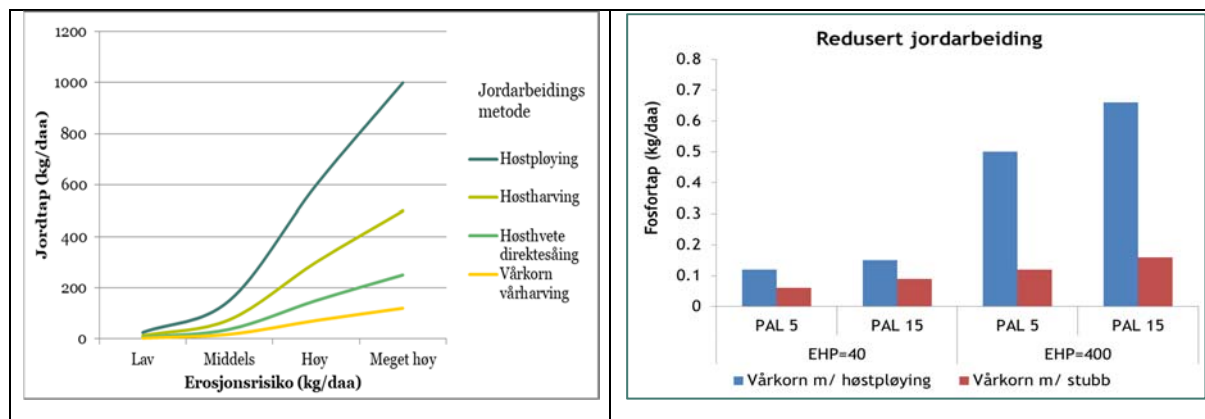 1200
1000
800
600
400
200
0
Jordtap (kg/daa)
Lav Middels Høy Meget høy
Erosjonsrisiko (kg/daa)
Jordarbeidings
metode
Høstpløying
Høstharving
Høsthvete
direktesåing
Vårkorn
vårharving
Redusert jordarbeiding
0.8
0.7
0.6
0.5
0.4
0.3
0.2
0.1
0
Fosfortap (kg/daa)
PAL 5 PAL 15 PAL 5 PAL 15
EHP=40 EHP=400
Vårkorn m/ høstpløying Vårkorn m/ stubb